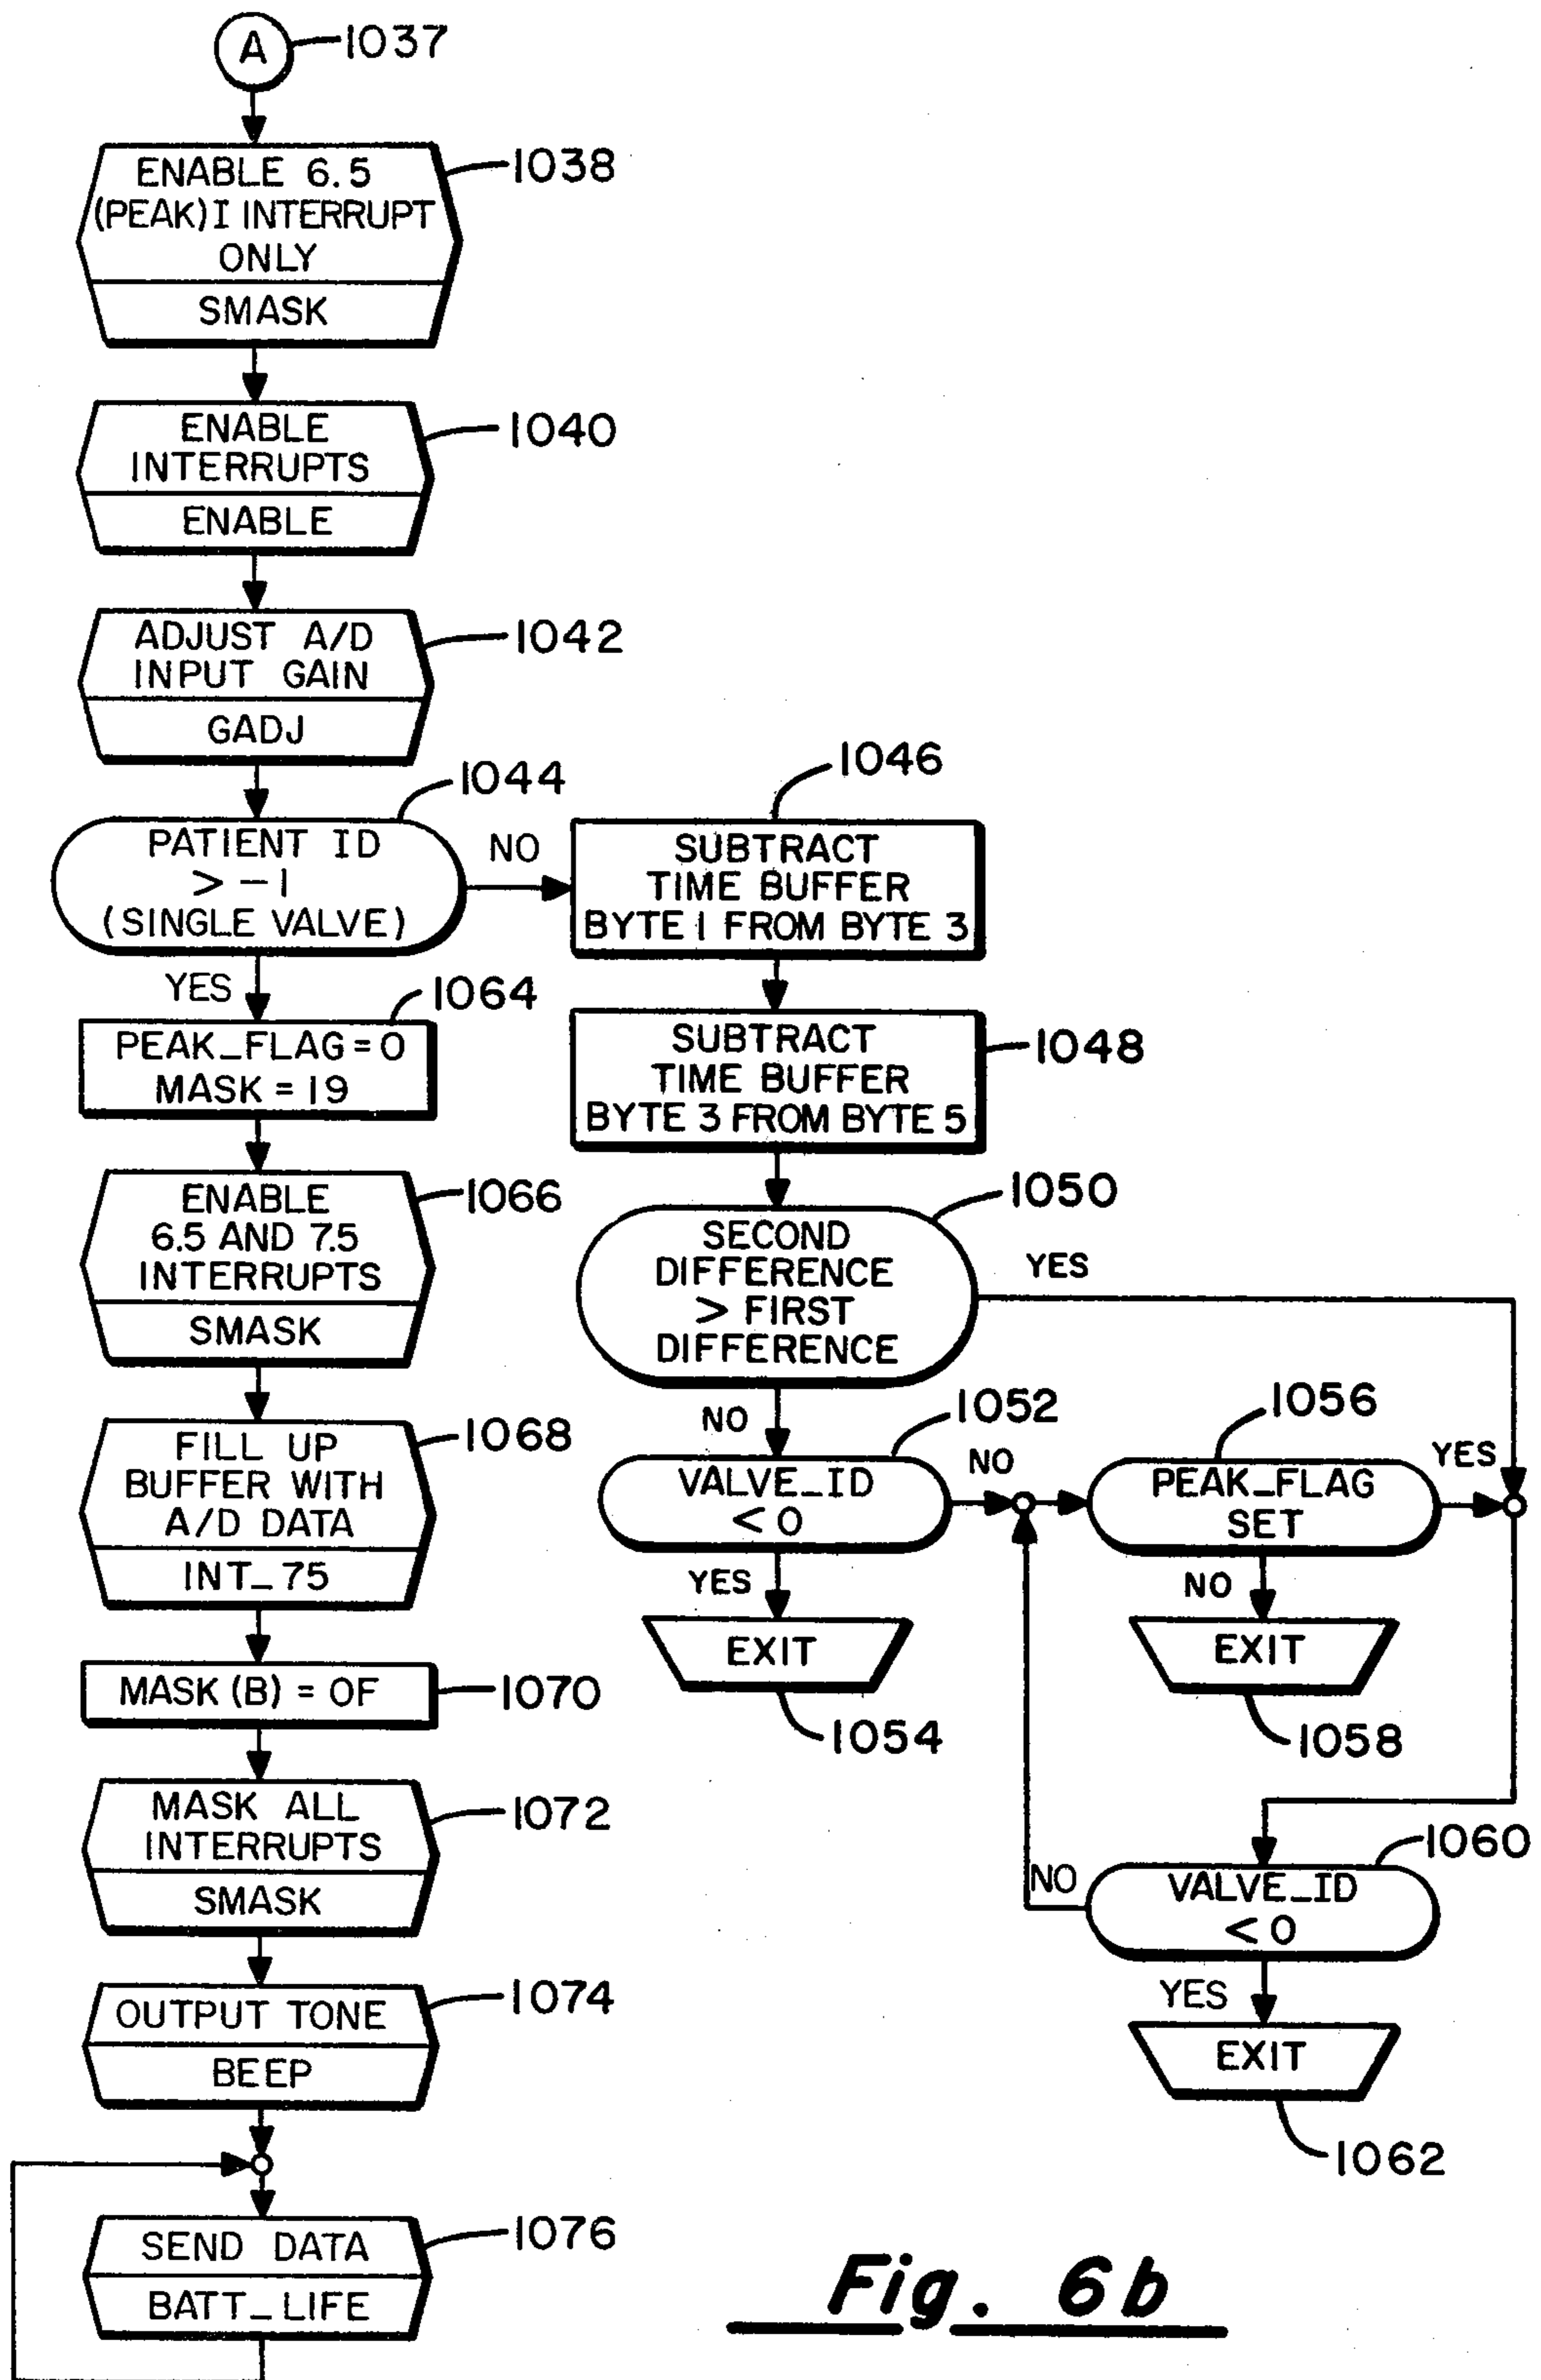 A
1037
ENABLE 6.5
(PEAK)I INTERRUPT
ONLY
SMASK
1038
ENABLE
INTERRUPTS
ENABLE
1040
ADJUST A/D
INPUT GAIN
GADJ
1042
1044
PATIENT ID
> -1
(SINGLE VALVE)
NO
YES
1046
SUBTRACT
TIME BUFFER
BYTE 1 FROM BYTE 3
1064
PEAK_FLAG = 0
MASK = 19
SUBTRACT
TIME BUFFER
BYTE 3 FROM BYTE 5
1048
ENABLE
6.5 AND 7.5
INTERRUPTS
SMASK
1066
1050
SECOND
DIFFERENCE
> FIRST
DIFFERENCE
YES
NO
FILL UP
BUFFER WITH
A/D DATA
INT_75
1068
1052
VALVE_ID
< 0
NO
YES
EXIT
1054
1056
PEAK_FLAG
SET
YES
NO
EXIT
1058
MASK (B) = OF
1070
MASK ALL
INTERRUPTS
SMASK
1072
1060
VALVE_ID
< 0
NO
YES
EXIT
1062
OUTPUT TONE
BEEP
1074
SEND DATA
BATT_LIFE
1076
Fig. 6b